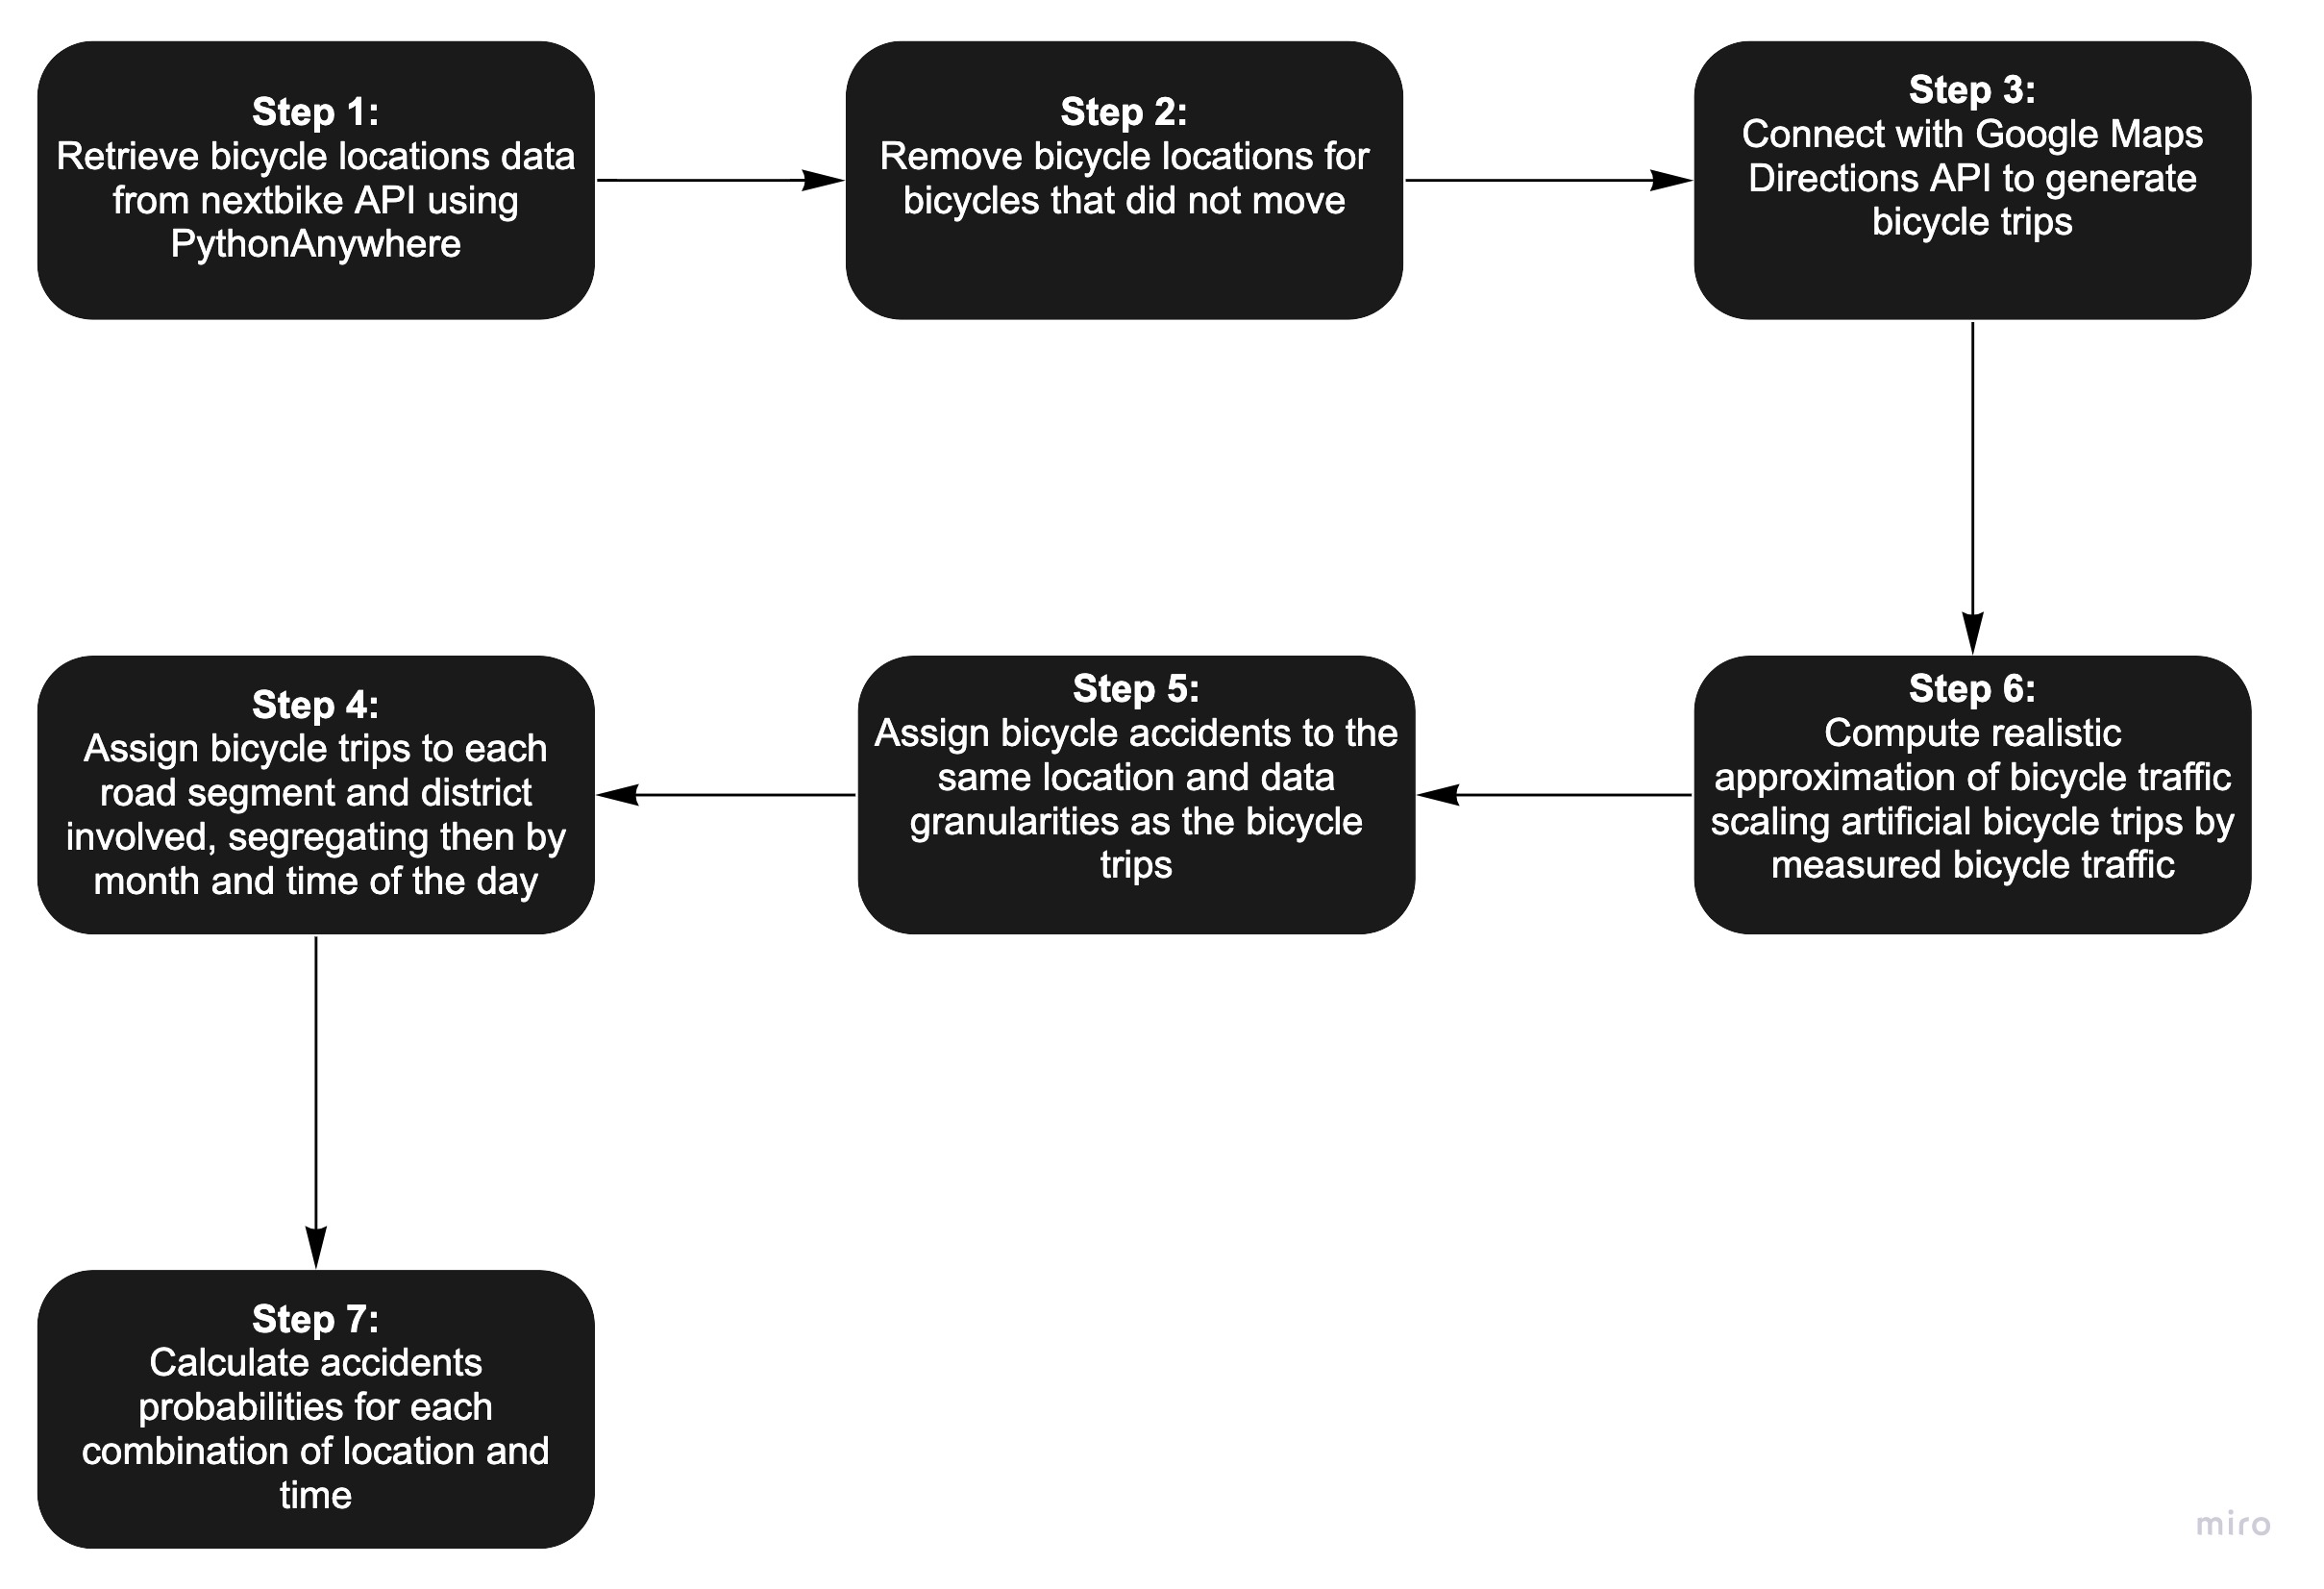 Step 1:
Retrieve bicycle locations data
from nextbike API using
PythonAnywhere
Step 2:
Remove bicycle locations for
bicycles that did not move
Step 3:
Connect with Google Maps
Directions API to generate
bicycle trips
Step 4:
Assign bicycle trips to each
road segment and district
involved, segregating then by
month and time of the day
Step 5:
Assign bicycle accidents to the
same location and data
granularities as the bicycle
trips
Step 6:
Compute realistic
approximation of bicycle traffic
scaling artificial bicycle trips by
measured bicycle traffic
Step 7:
Calculate accidents
probabilities for each
combination of location and
time
miro